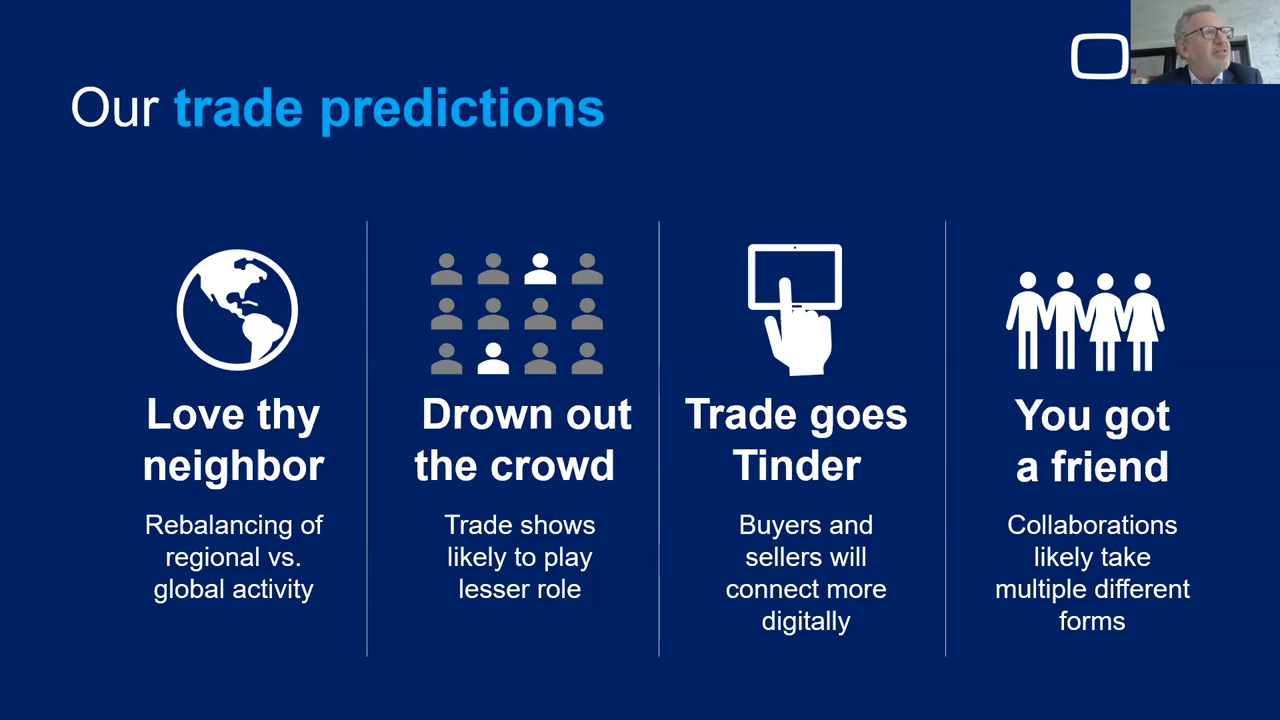 Our trade predictions
Love thy
neighbor
Rebalancing of
regional vs.
global activity
Drown out
the crowd
Trade shows
likely to play
lesser role
Trade goes
Tinder
Buyers and
sellers will
connect more
digitally
You got
a friend
Collaborations
likely take
multiple different
forms